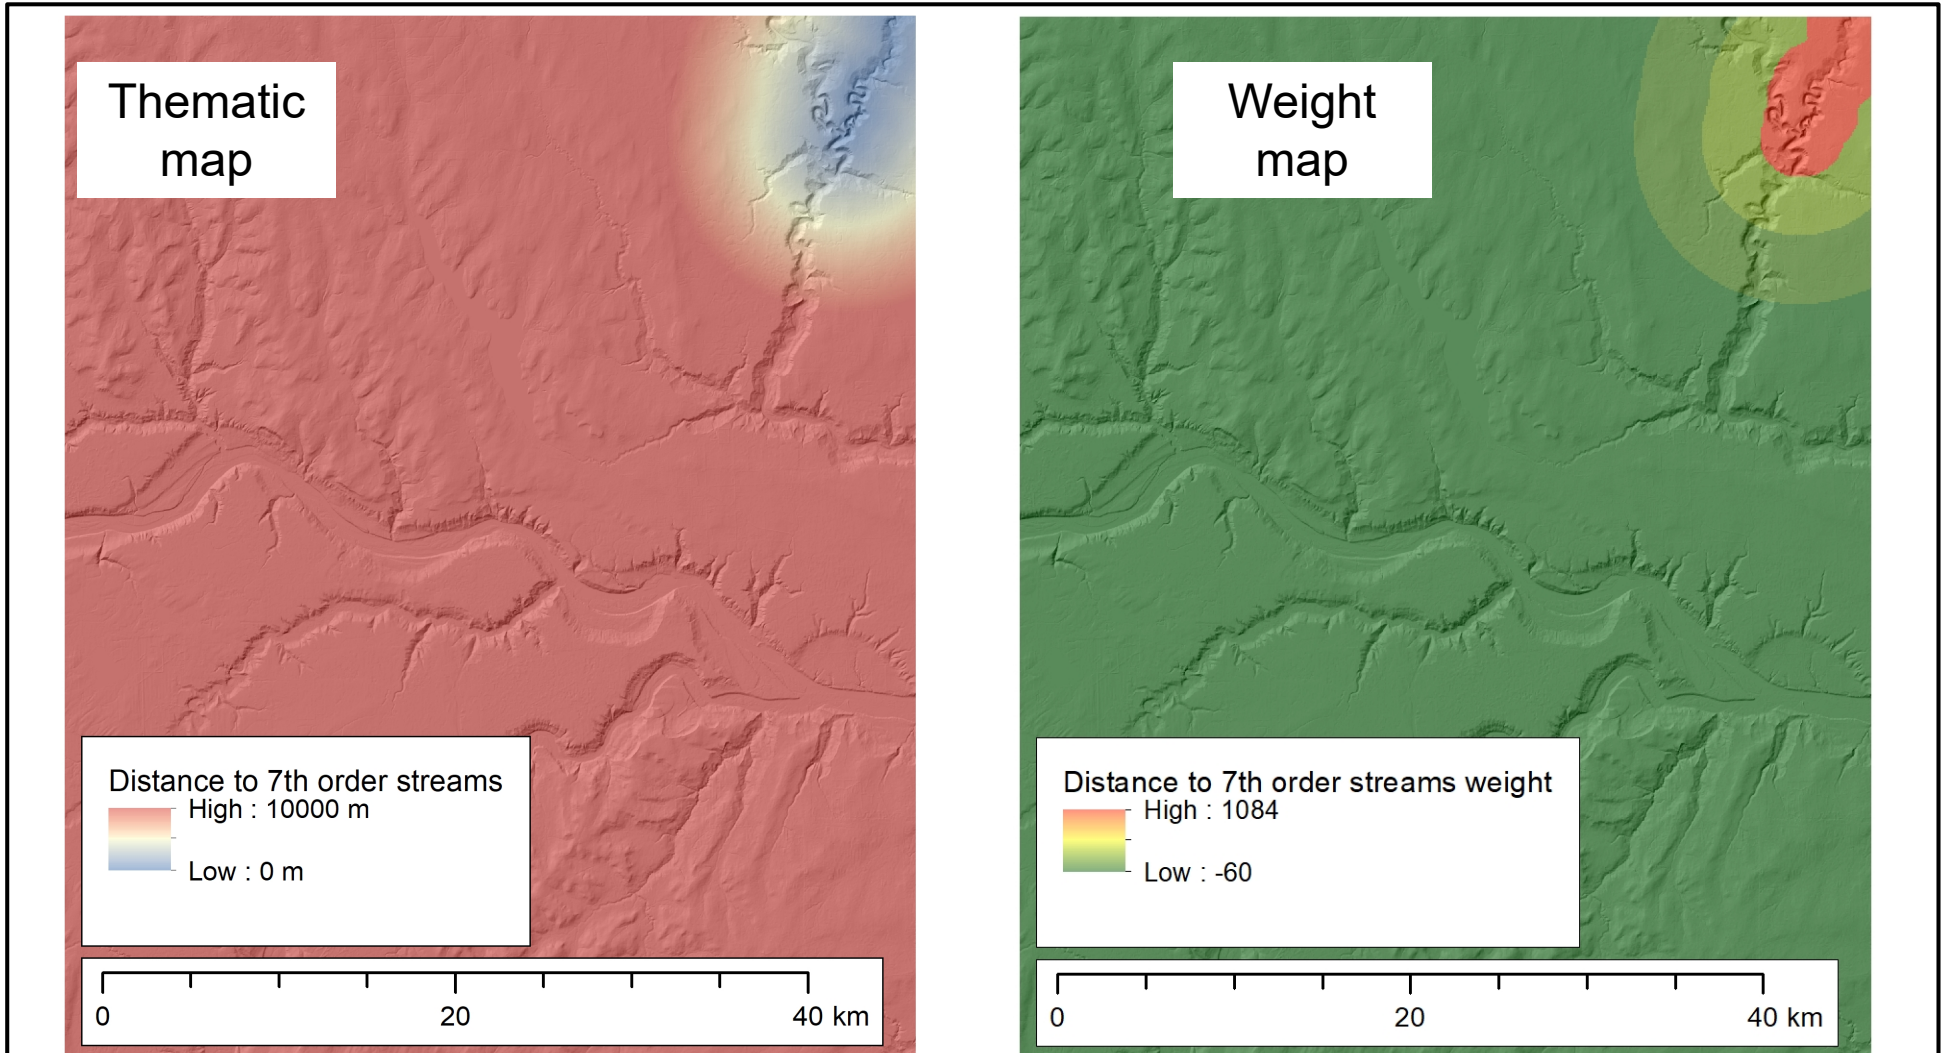 Thematic
map
Distance to 7th order streams
High : 10000 m
Low : 0 m
0 20 40 km
Weight
map
Distance to 7th order streams weight
High : 1084
Low : -60
0 20 40 km